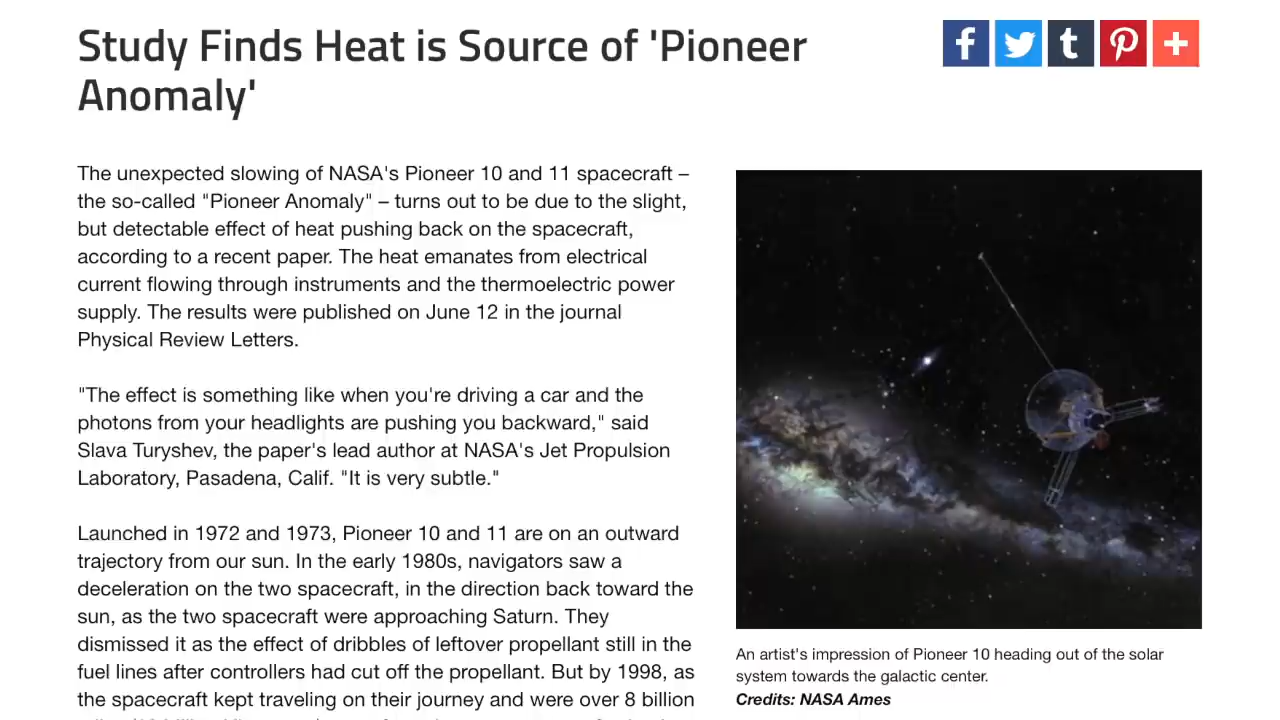 Study Finds Heat is Source of 'Pioneer
Anomaly'
The unexpected slowing of NASA's Pioneer 10 and 11 spacecraft –
the so-called "Pioneer Anomaly" – turns out to be due to the slight,
but detectable effect of heat pushing back on the spacecraft,
according to a recent paper. The heat emanates from electrical
current flowing through instruments and the thermoelectric power
supply. The results were published on June 12 in the journal
Physical Review Letters.
"The effect is something like when you're driving a car and the
photons from your headlights are pushing you backward," said
Slava Turyshev, the paper's lead author at NASA's Jet Propulsion
Laboratory, Pasadena, Calif. "It is very subtle."
Launched in 1972 and 1973, Pioneer 10 and 11 are on an outward
trajectory from our sun. In the early 1980s, navigators saw a
deceleration on the two spacecraft, in the direction back toward the
sun, as the two spacecraft were approaching Saturn. They
dismissed it as the effect of dribbles of leftover propellant still in the
fuel lines after controllers had cut off the propellant. But by 1998, as
the spacecraft kept traveling on their journey and were over 8 billion
An artist's impression of Pioneer 10 heading out of the solar
system towards the galactic center.
Credits: NASA Ames